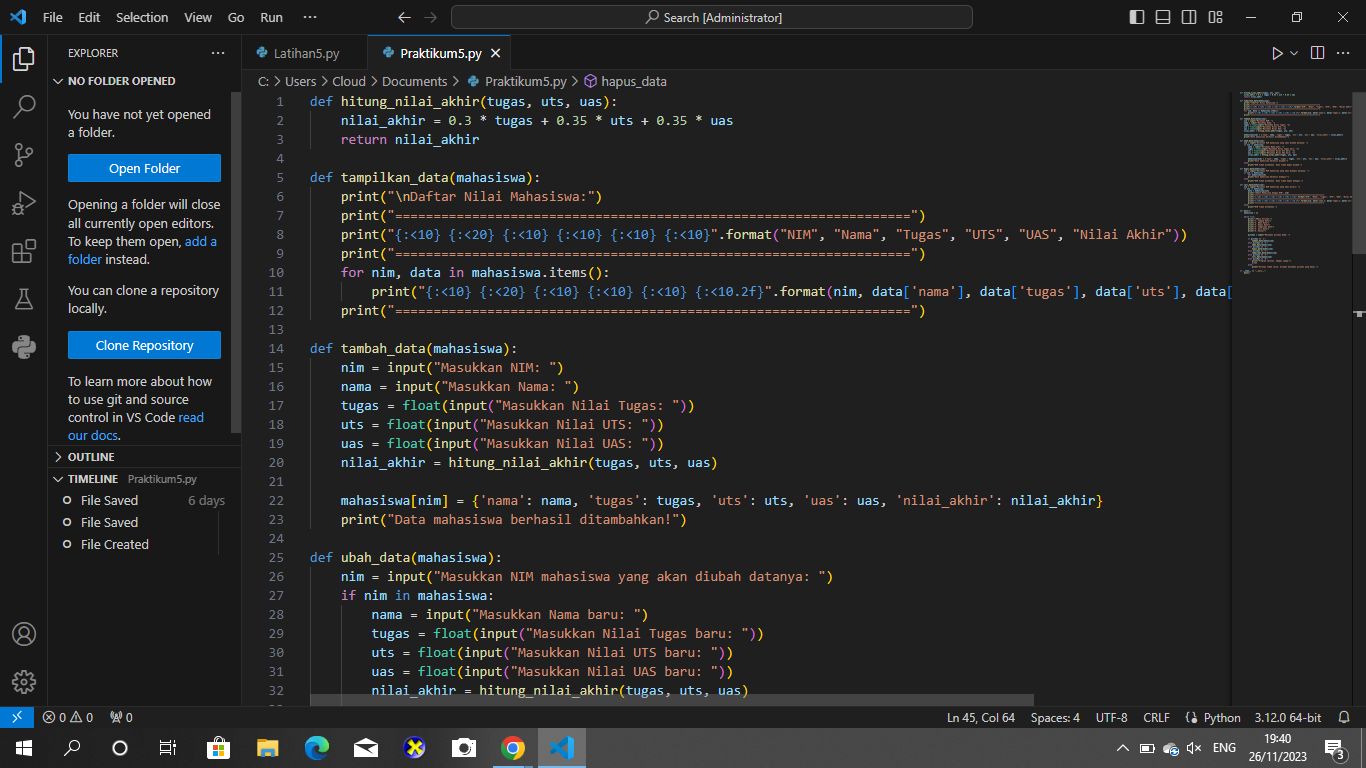 File Edit Selection View Go Run ···
Search [Administrator]
EXPLORER ···
NO FOLDER OPENED
You have not yet opened
a folder.
Open Folder
Opening a folder will close
all currently open editors.
To keep them open, add a
folder instead.
You can clone a repository
locally.
Clone Repository
To learn more about how
to use git and source
control in VS Code read
our docs.
OUTLINE
TIMELINE Praktikum5.py
File Saved 6 days
File Saved
File Created
Latihan5.py Praktikum5.py
C: > Users > Cloud > Documents > Praktikum5.py > hapus_data
1 def hitung_nilai_akhir(tugas, uts, uas):
2 nilai_akhir = 0.3 * tugas + 0.35 * uts + 0.35 * uas
3 return nilai_akhir
4
5 def tampilkan_data(mahasiswa):
6 print("\nDaftar Nilai Mahasiswa:")
7 print("===================================================================")
8 print("{:<10} {:<20} {:<10} {:<10} {:<10} {:<10}".format("NIM", "Nama", "Tugas", "UTS", "UAS", "Nilai Akhir"))
9 print("===================================================================")
10 for nim, data in mahasiswa.items():
11 print("{:<10} {:<20} {:<10} {:<10} {:<10} {:<10.2f}".format(nim, data['nama'], data['tugas'], data['uts'], data[
12 print("===================================================================")
13
14 def tambah_data(mahasiswa):
15 nim = input("Masukkan NIM: ")
16 nama = input("Masukkan Nama: ")
17 tugas = float(input("Masukkan Nilai Tugas: "))
18 uts = float(input("Masukkan Nilai UTS: "))
19 uas = float(input("Masukkan Nilai UAS: "))
20 nilai_akhir = hitung_nilai_akhir(tugas, uts, uas)
21
22 mahasiswa[nim] = {'nama': nama, 'tugas': tugas, 'uts': uts, 'uas': uas, 'nilai_akhir': nilai_akhir}
23 print("Data mahasiswa berhasil ditambahkan!")
24
25 def ubah_data(mahasiswa):
26 nim = input("Masukkan NIM mahasiswa yang akan diubah datanya: ")
27 if nim in mahasiswa:
28 nama = input("Masukkan Nama baru: ")
29 tugas = float(input("Masukkan Nilai Tugas baru: "))
30 uts = float(input("Masukkan Nilai UTS baru: "))
31 uas = float(input("Masukkan Nilai UAS baru: "))
32 nilai_akhir = hitung_nilai_akhir(tugas, uts, uas)
0 0 0
Ln 45, Col 64 Spaces: 4 UTF-8 CRLF Python 3.12.0 64-bit
ENG
19:40
26/11/2023
3